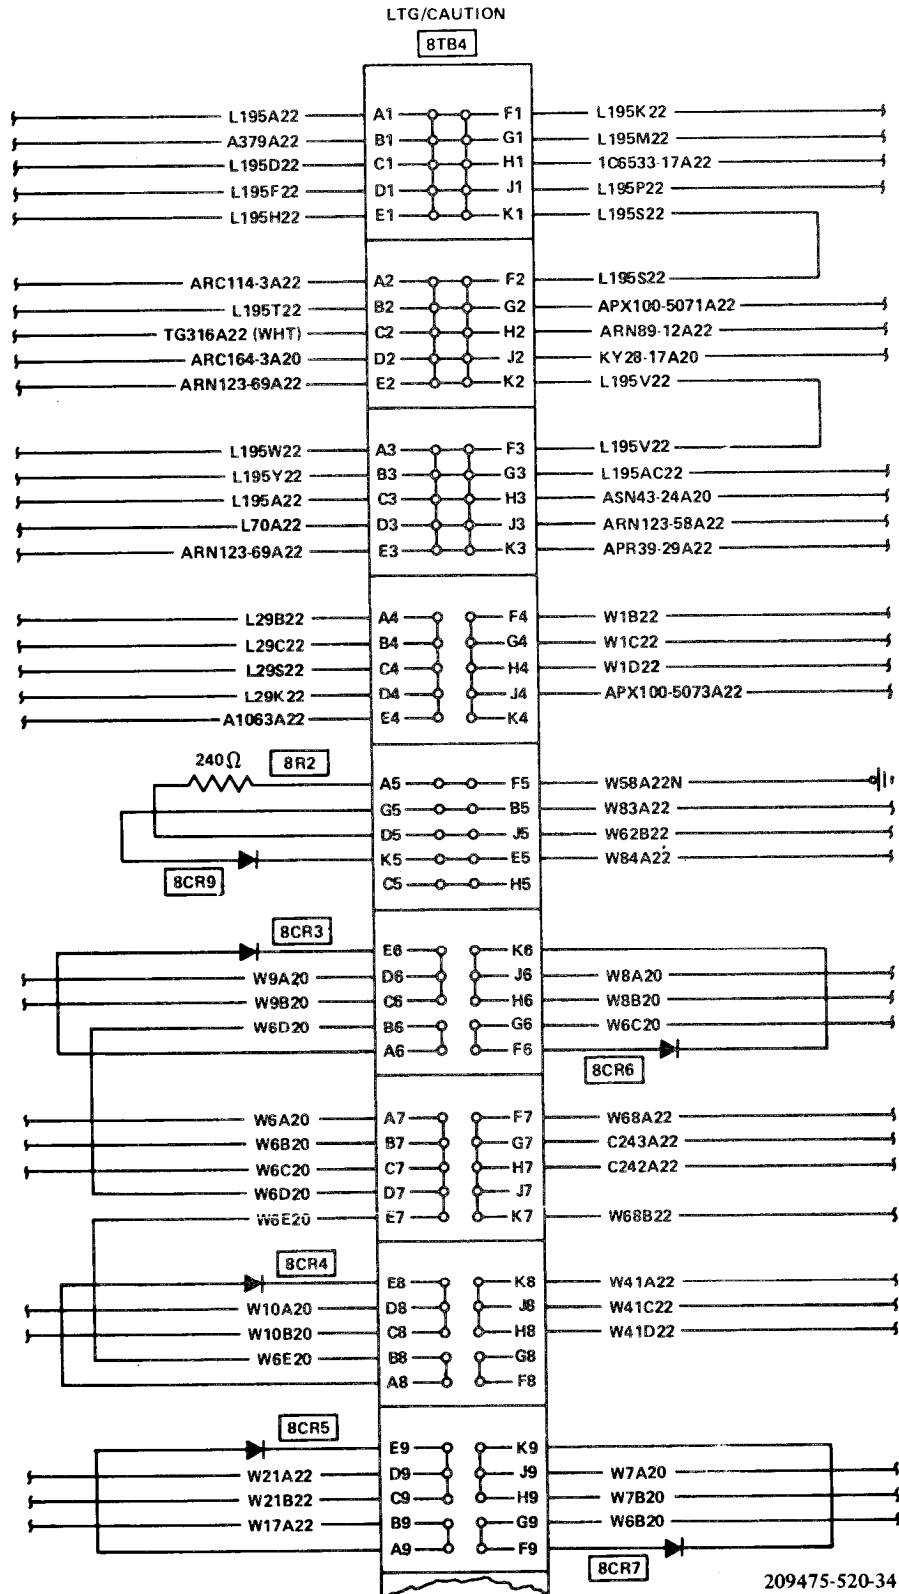 LTG/CAUTION
8TB4
L195A22 A1 F1 L195K22
A379A22 B1 G1 L195M22
L195D22 C1 H1 1C6533-17A22
L195F22 D1 J1 L195P22
L195H22 E1 K1 L195S22
ARC114-3A22 A2 F2 L195S22
L195T22 B2 G2 APX100-5071A22
TG316A22 (WHT) C2 H2 ARN89-12A22
ARC164-3A20 D2 J2 KY28-17A20
ARN123-69A22 E2 K2 L195V22
L195W22 A3 F3 L195V22
L195Y22 B3 G3 L195AC22
L195A22 C3 H3 ASN43-24A20
L70A22 D3 J3 ARN123-58A22
ARN123-69A22 E3 K3 APR39-29A22
L29B22 A4 F4 W1B22
L29C22 B4 G4 W1C22
L29S22 C4 H4 W1D22
L29K22 D4 J4 APX100-5073A22
A1063A22 E4 K4
240Ω 8R2
A5 F5 W58A22N
G5 B5 W83A22
D5 J5 W62B22
K5 E5 W84A22
8CR9
C5 H5
8CR3
E6 K6
W9A20 D6 J6 W8A20
W9B20 C6 H6 W8B20
W6D20 B6 G6 W6C20
A6 F6
8CR6
W6A20 A7 F7 W68A22
W6B20 B7 G7 C243A22
W6C20 C7 H7 C242A22
W6D20 D7 J7
W6E20 E7 K7 W68B22
8CR4
E8 K8 W41A22
W10A20 D8 J8 W41C22
W10B20 C8 H8 W41D22
W6E20 B8 G8
A8 F8
8CR5
E9 K9
W21A22 D9 J9 W7A20
W21B22 C9 H9 W7B20
W17A22 B9 G9 W6B20
A9 F9
8CR7
209475-520-34